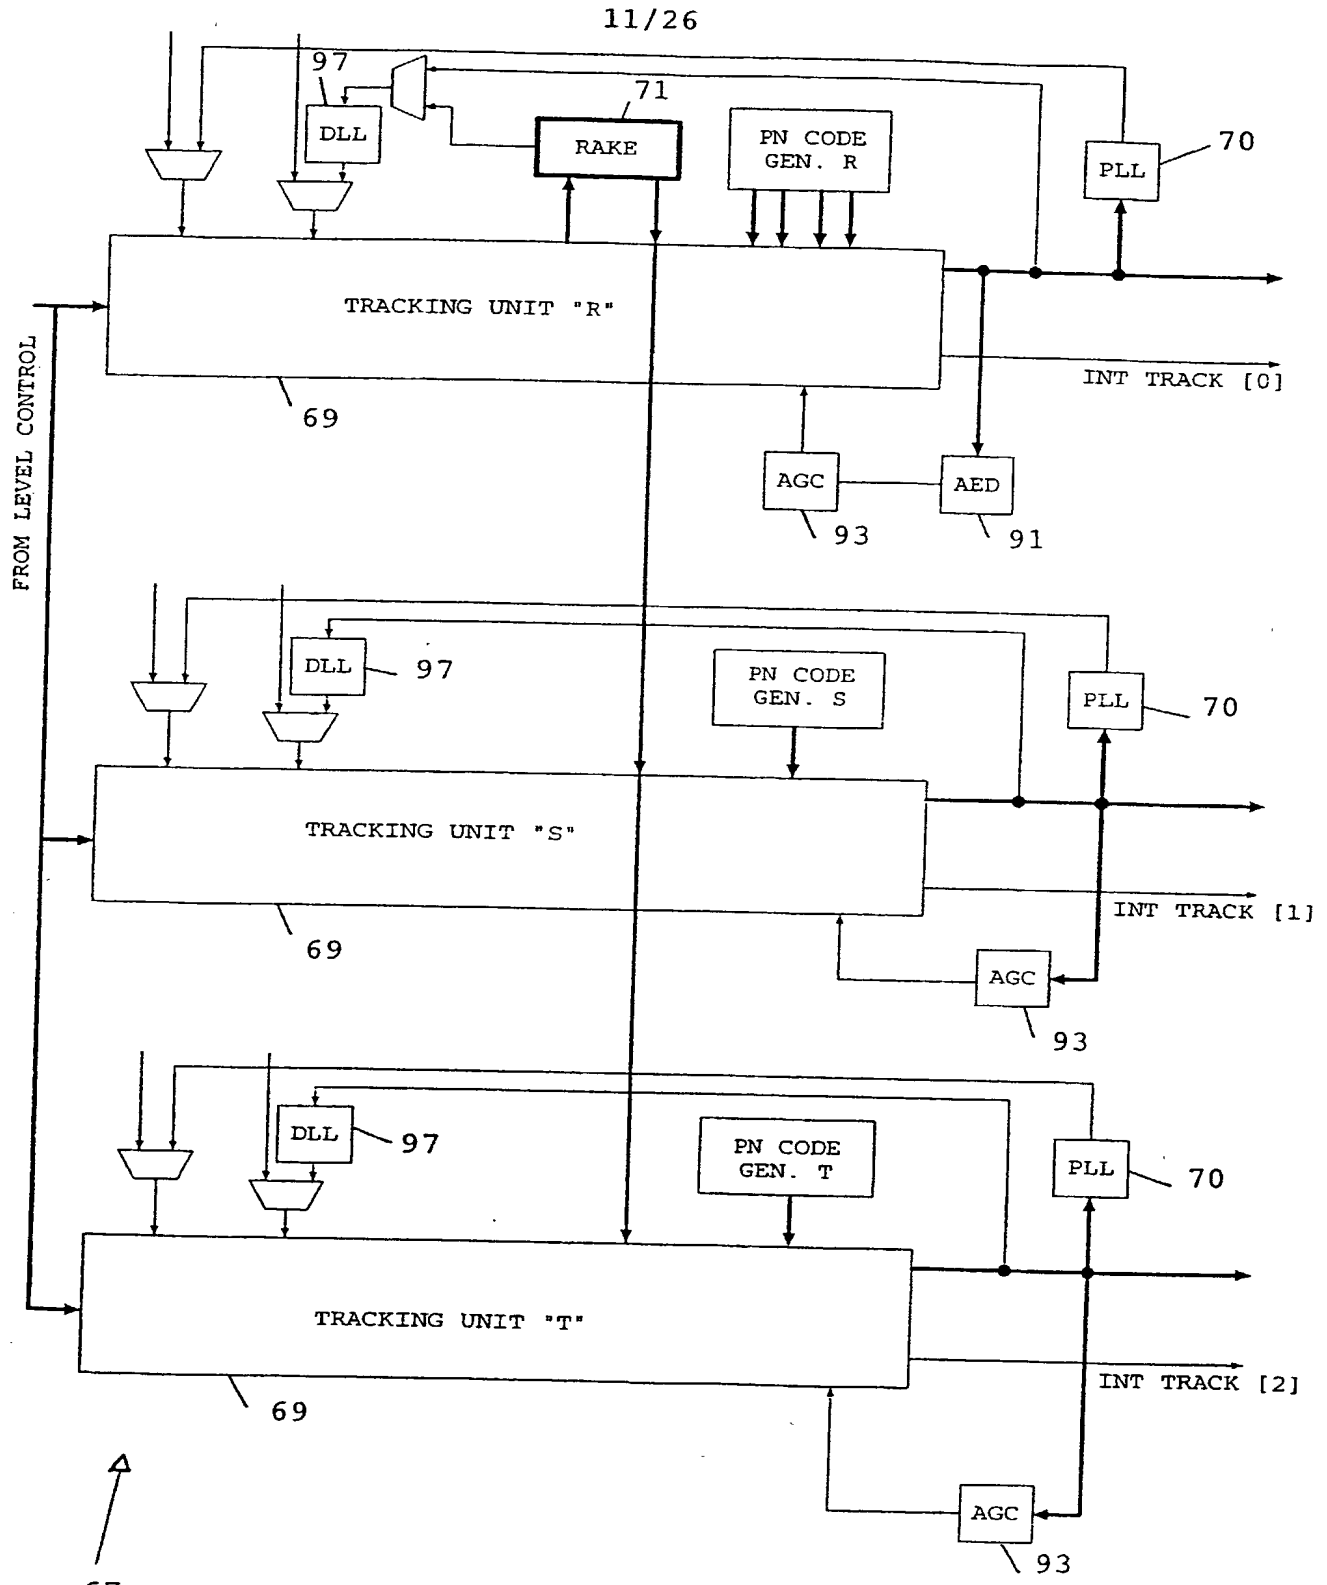 11/26
97
71
DLL
RAKE
PN CODE
GEN. R
70
PLL
TRACKING UNIT "R"
FROM LEVEL CONTROL
INT TRACK [0]
69
AGC
AED
93
91
DLL
97
PN CODE
GEN. S
PLL
70
TRACKING UNIT "S"
INT TRACK [1]
69
AGC
93
DLL
97
PN CODE
GEN. T
PLL
70
TRACKING UNIT "T"
INT TRACK [2]
69
AGC
93